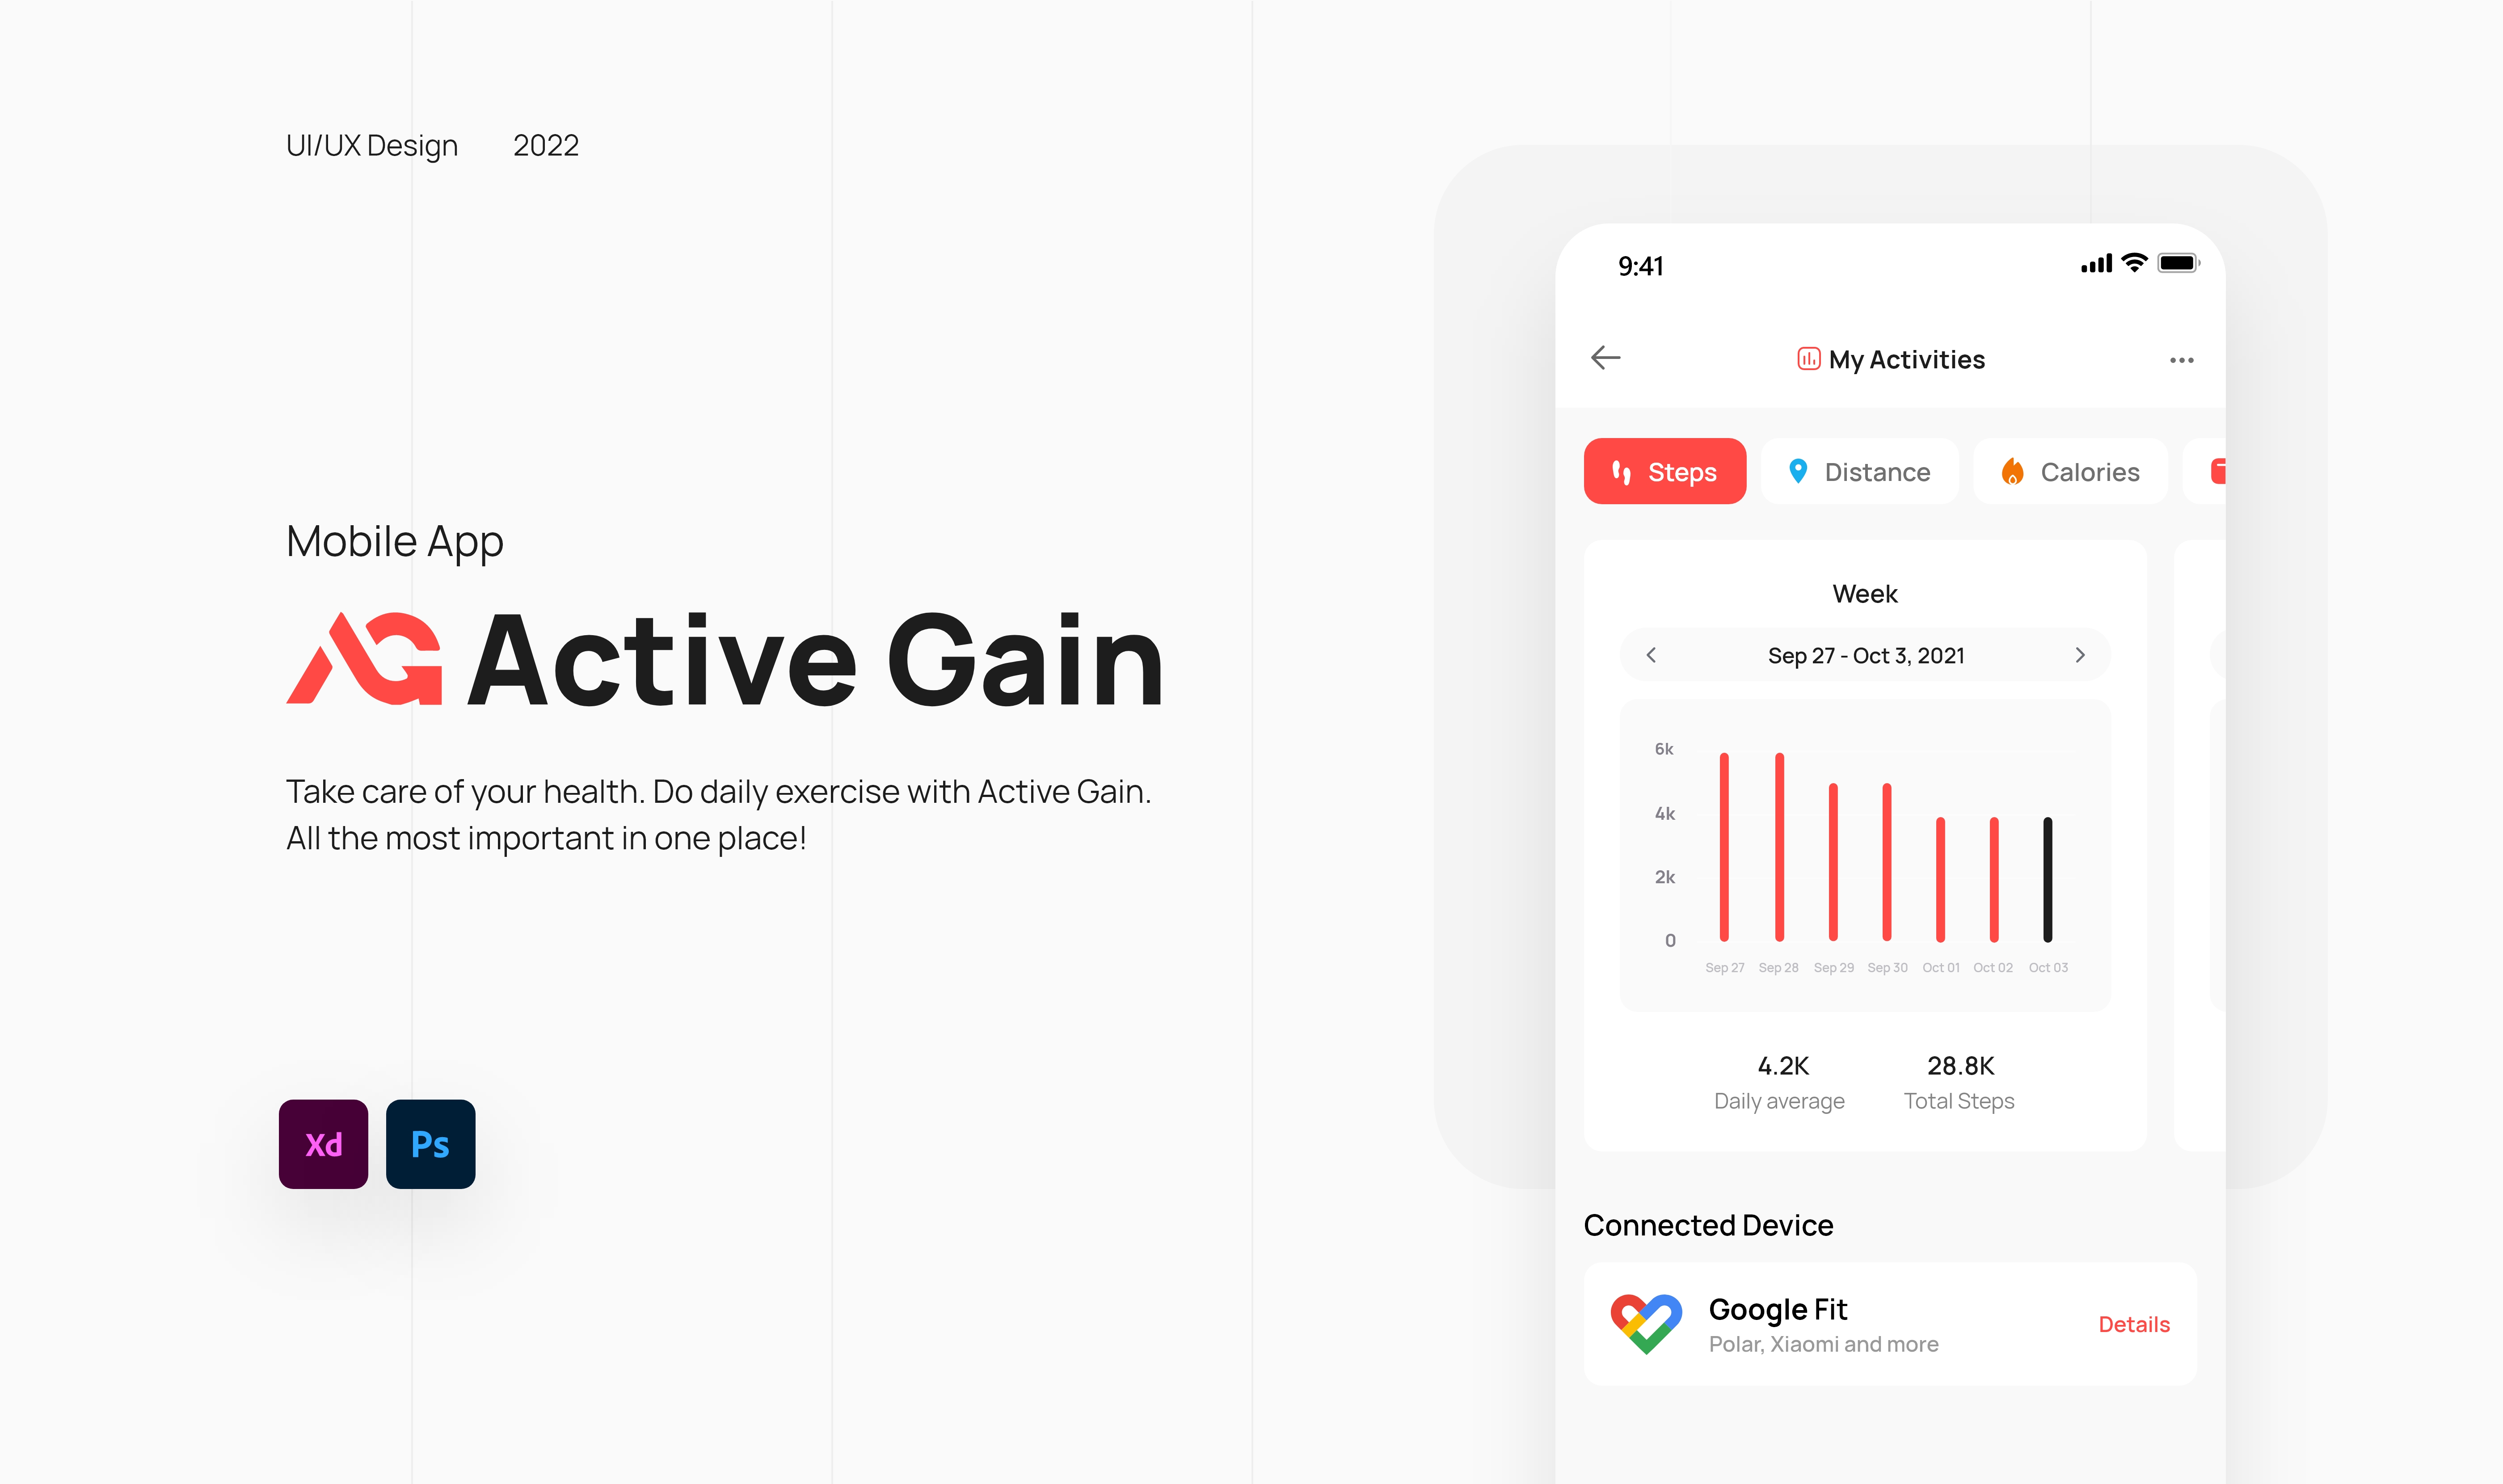 UI/UX Design 2022
Mobile App
AG Active Gain
Take care of your health. Do daily exercise with Active Gain.
All the most important in one place!
Xd Ps
9:41
My Activities
Steps Distance Calories
Week
Sep 27 - Oct 3, 2021
6k
4k
2k
0
Sep 27 Sep 28 Sep 29 Sep 30 Oct 01 Oct 02 Oct 03
4.2K 28.8K
Daily average Total Steps
Connected Device
Google Fit
Polar, Xiaomi and more
Details